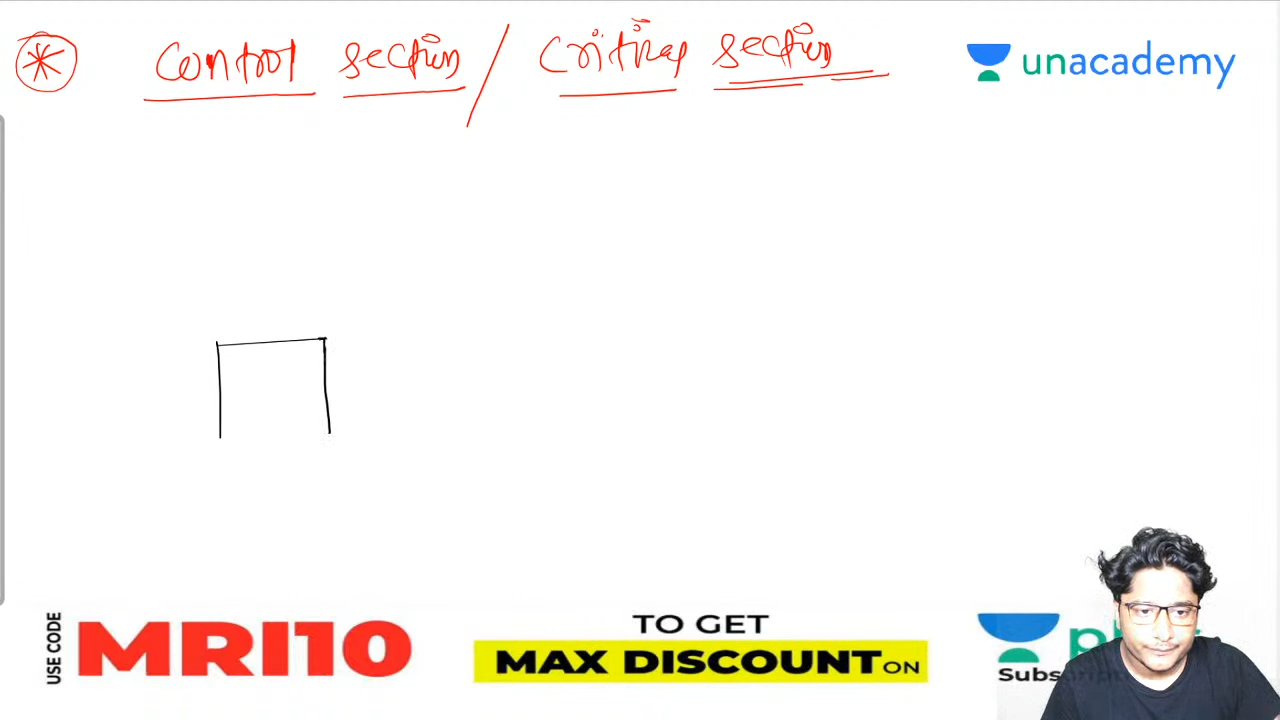 * Control section / Critical section
unacademy
USE CODE
MRI10
TO GET
MAX DISCOUNT ON